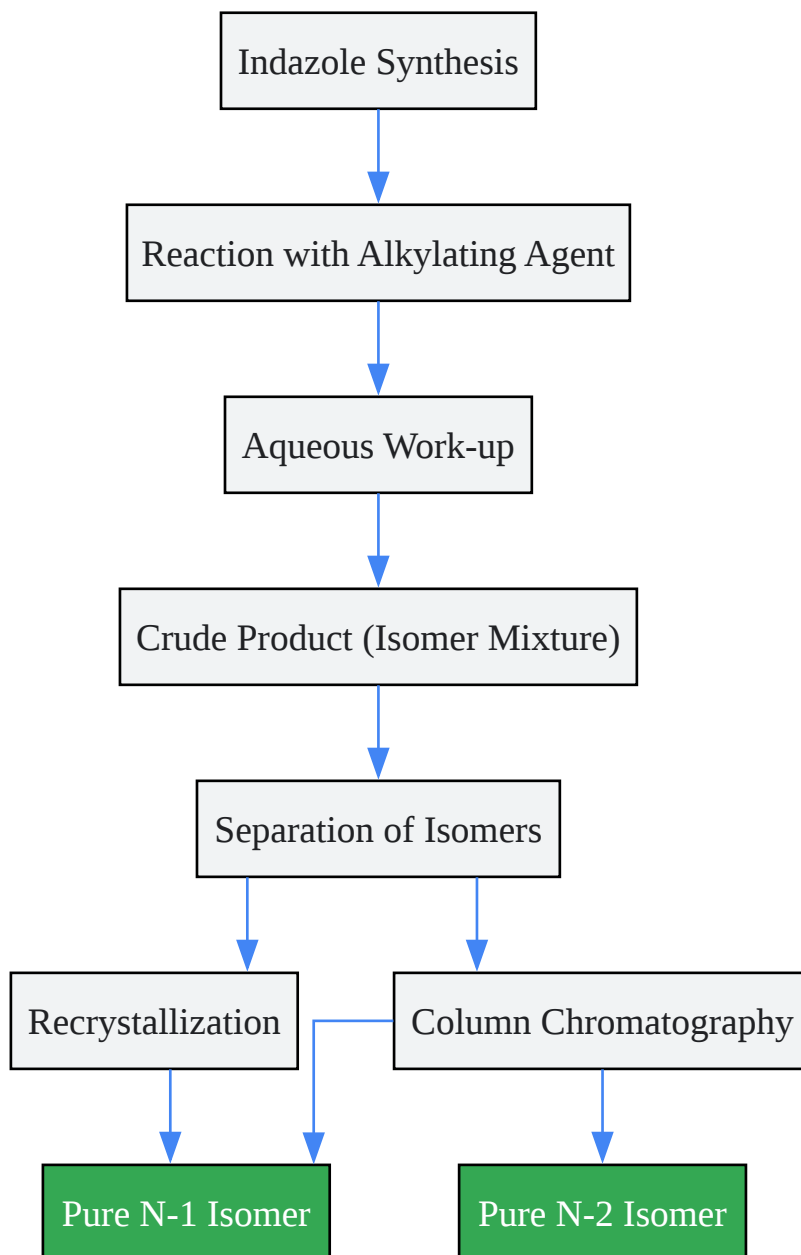 Indazole Synthesis
Reaction with Alkylating Agent
Aqueous Work-up
Crude Product (Isomer Mixture)
Separation of Isomers
Recrystallization
Column Chromatography
Pure N-1 Isomer
Pure N-2 Isomer